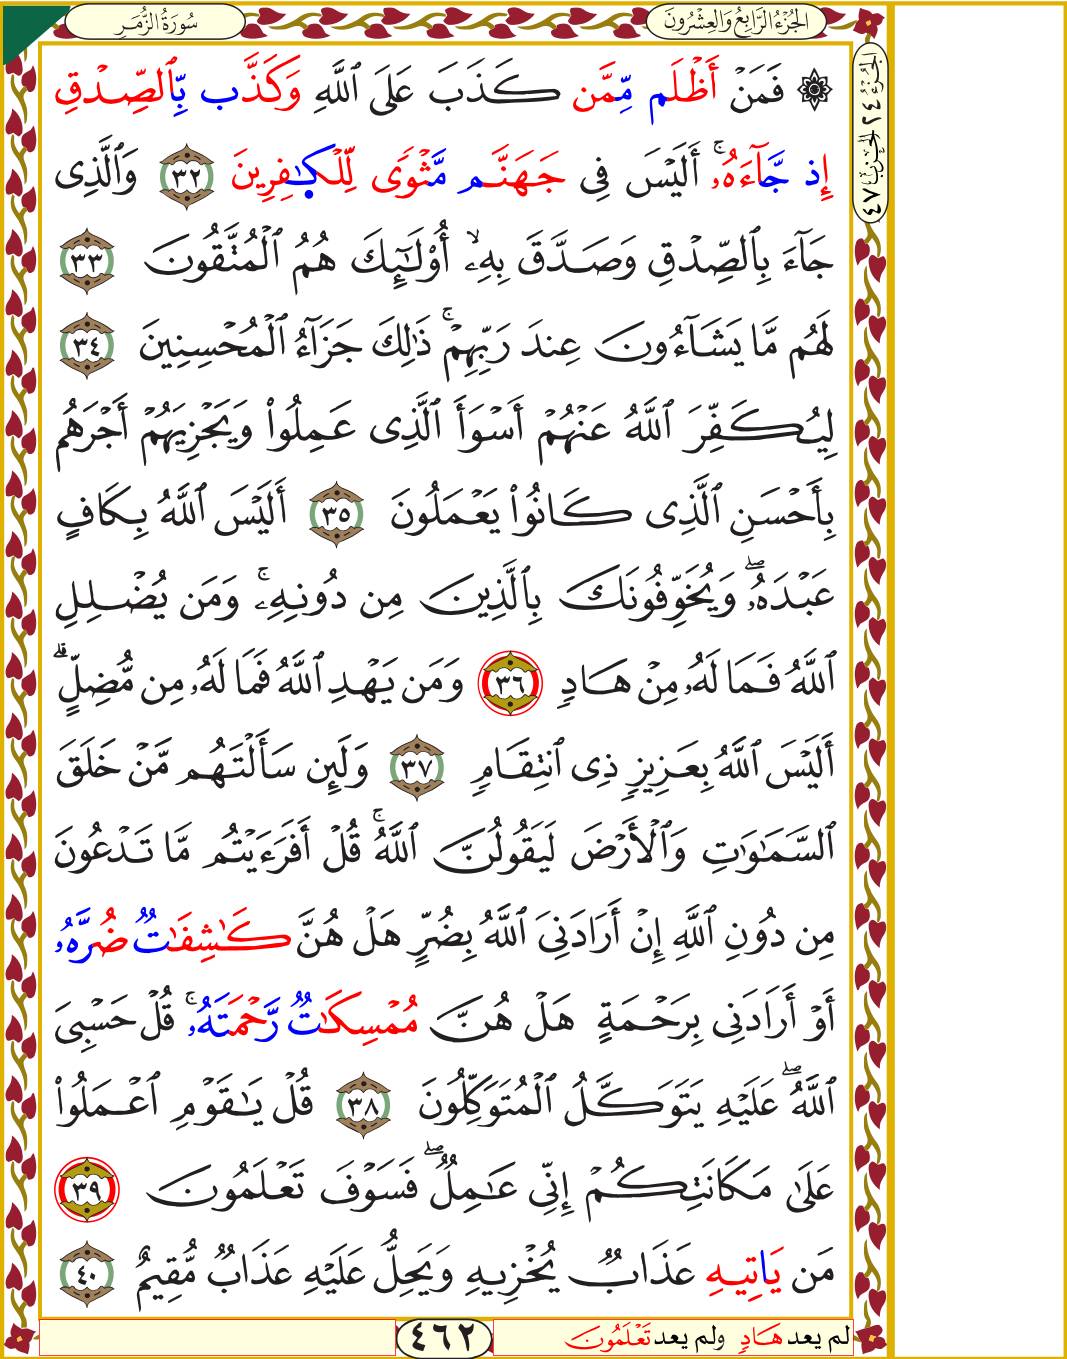 سُورَةُ الزُّمَر
الجُزْءُ الرَّابِعُ وَالعِشْرُونَ
الجُزْءُ ٢٤ الحِزْبُ ٤٧
۞ فَمَنْ أَظْلَم مِّمَّن كَذَبَ عَلَى ٱللَّهِ وَكَذَّب بِّٱلصِّدْقِ
إِذ جَّآءَهُۥٓۚ أَلَيْسَ فِى جَهَنَّم مَّثْوًى لِّلْكَٰفِرِينَ ٣٢ وَٱلَّذِى
جَآءَ بِٱلصِّدْقِ وَصَدَّقَ بِهِۦٓۙ أُوْلَٰٓئِكَ هُمُ ٱلْمُتَّقُونَ ٣٣
لَهُم مَّا يَشَآءُونَ عِندَ رَبِّهِمْۚ ذَٰلِكَ جَزَآءُ ٱلْمُحْسِنِينَ ٣٤
لِيُكَفِّرَ ٱللَّهُ عَنْهُمْ أَسْوَأَ ٱلَّذِى عَمِلُواْ وَيَجْزِيَهُمْ أَجْرَهُم
بِأَحْسَنِ ٱلَّذِى كَانُواْ يَعْمَلُونَ ٣٥ أَلَيْسَ ٱللَّهُ بِكَافٍ
عَبْدَهُۥۖ وَيُخَوِّفُونَكَ بِٱلَّذِينَ مِن دُونِهِۦۚ وَمَن يُضْلِلِ
ٱللَّهُ فَمَا لَهُۥ مِنْ هَادٍ ٣٦ وَمَن يَهْدِ ٱللَّهُ فَمَا لَهُۥ مِن مُّضِلٍّۗ
أَلَيْسَ ٱللَّهُ بِعَزِيزٍ ذِى ٱنتِقَامٍ ٣٧ وَلَئِن سَأَلْتَهُم مَّنْ خَلَقَ
ٱلسَّمَٰوَٰتِ وَٱلْأَرْضَ لَيَقُولُنَّ ٱللَّهُۚ قُلْ أَفَرَءَيْتُم مَّا تَدْعُونَ
مِن دُونِ ٱللَّهِ إِنْ أَرَادَنِىَ ٱللَّهُ بِضُرٍّ هَلْ هُنَّ كَٰشِفَٰتٌ ضُرَّهُۥ
أَوْ أَرَادَنِى بِرَحْمَةٍ هَلْ هُنَّ مُمْسِكَٰتٌ رَّحْمَتَهُۥۚ قُلْ حَسْبِىَ
ٱللَّهُۖ عَلَيْهِ يَتَوَكَّلُ ٱلْمُتَوَكِّلُونَ ٣٨ قُلْ يَٰقَوْمِ ٱعْمَلُواْ
عَلَىٰ مَكَانَتِكُمْ إِنِّى عَٰمِلٌۖ فَسَوْفَ تَعْلَمُونَ ٣٩
مَن يَاتِيهِ عَذَابٌ يُخْزِيهِ وَيَحِلُّ عَلَيْهِ عَذَابٌ مُّقِيمٌ ٤٠
لم يعد هَادٍ ولم يعد تَعْلَمُونَ
٤٦٢